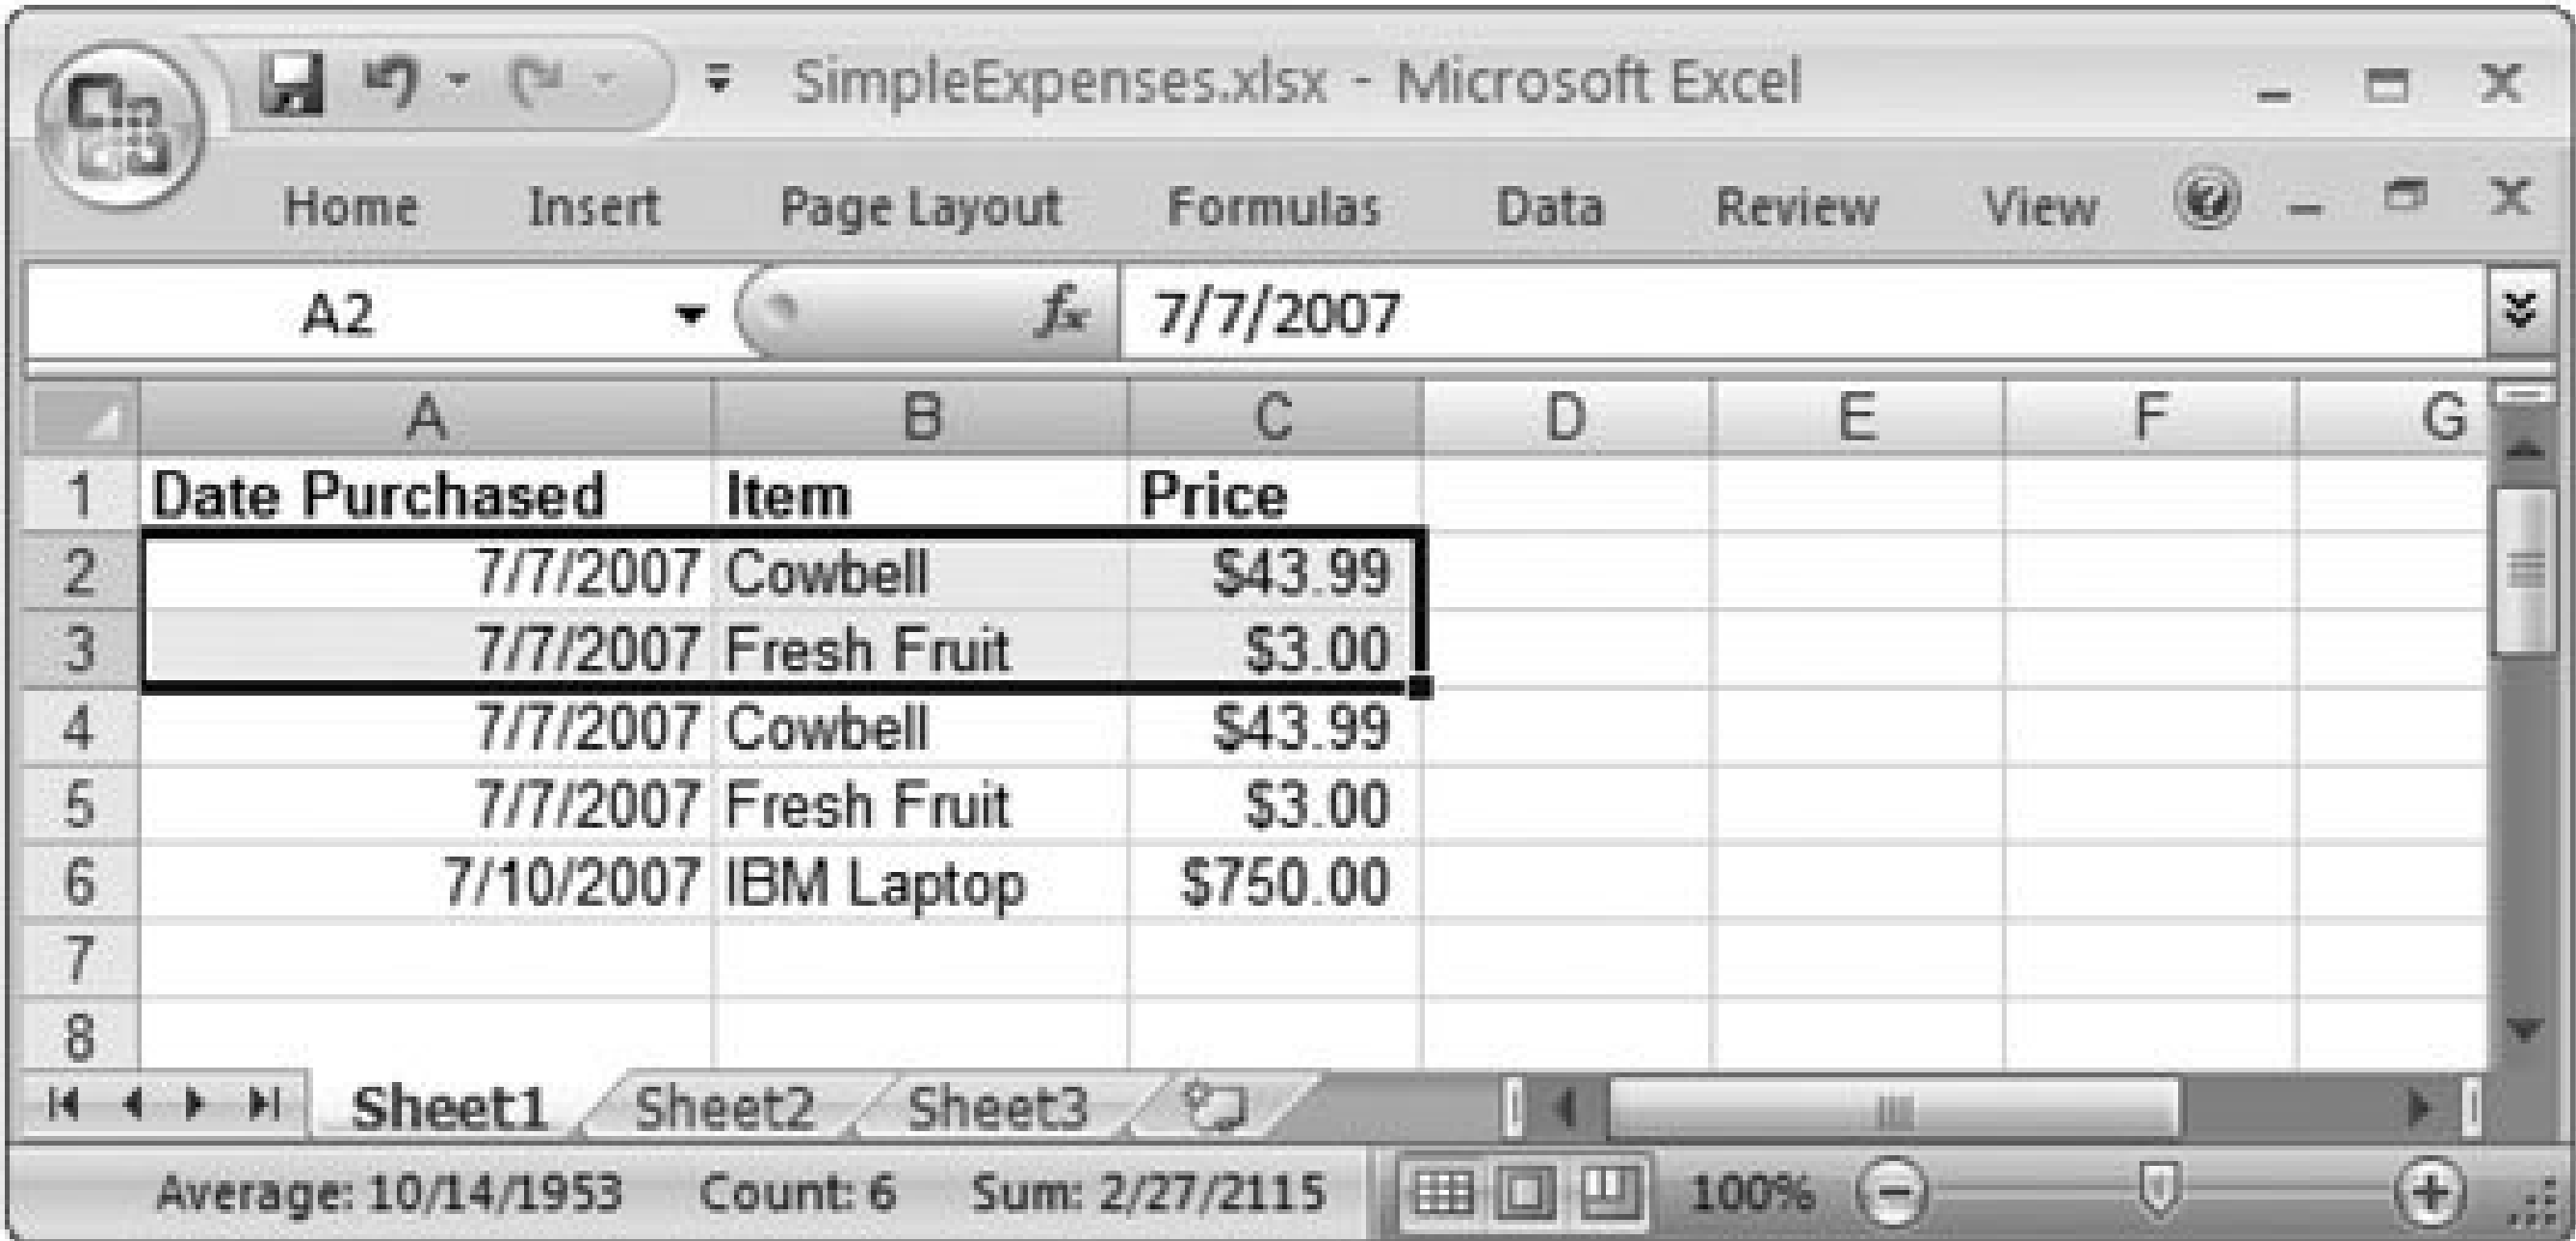 SimpleExpenses.xlsx - Microsoft Excel
Home Insert Page Layout Formulas Data Review View
A2 fx 7/7/2007
A B C D E F G
1 Date Purchased Item Price
2 7/7/2007 Cowbell $43.99
3 7/7/2007 Fresh Fruit $3.00
4 7/7/2007 Cowbell $43.99
5 7/7/2007 Fresh Fruit $3.00
6 7/10/2007 IBM Laptop $750.00
7
8
Sheet1 Sheet2 Sheet3
Average: 10/14/1953 Count: 6 Sum: 2/27/2115 100%